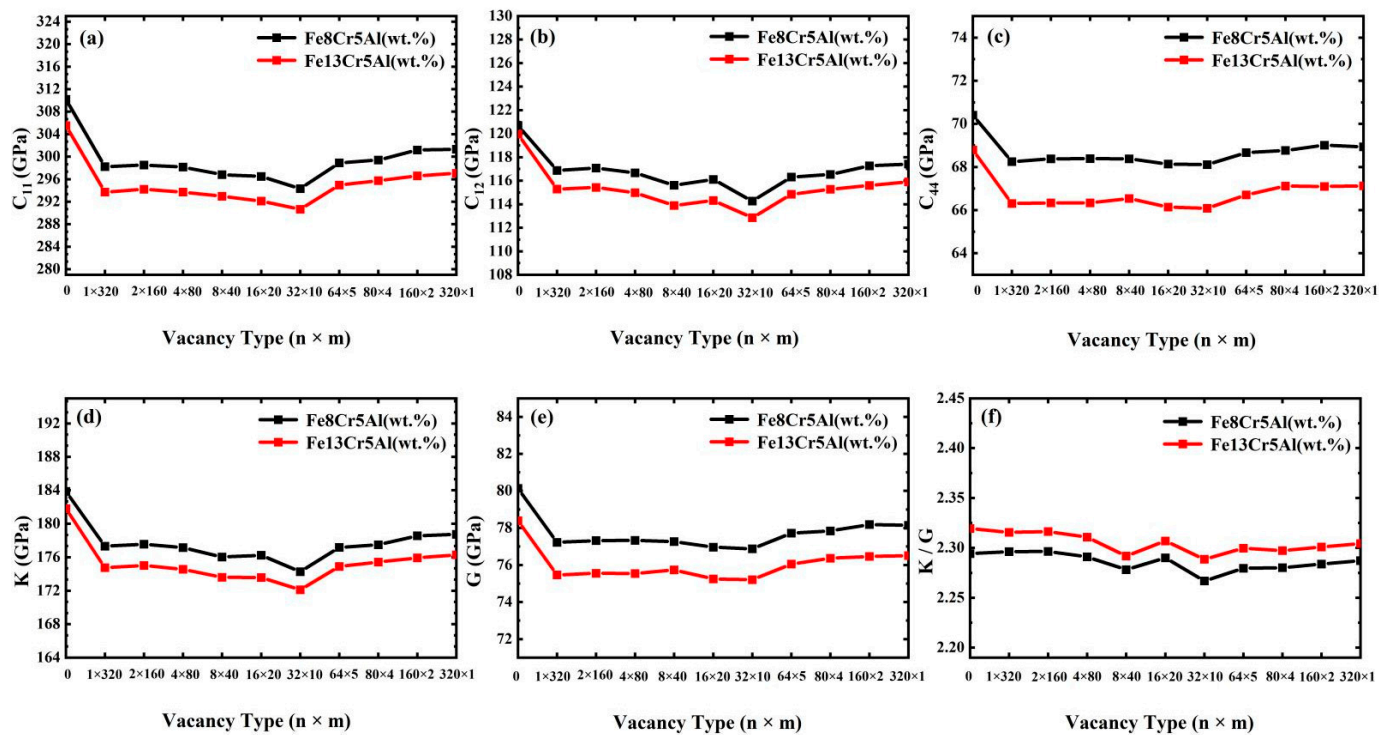 (a)
Fe8Cr5Al(wt.%)
Fe13Cr5Al(wt.%)
C11 (GPa)
324
320
316
312
308
304
300
296
292
288
284
280
0 1×320 2×160 4×80 8×40 16×20 32×10 64×5 80×4 160×2 320×1
Vacancy Type (n × m)
(b)
Fe8Cr5Al(wt.%)
Fe13Cr5Al(wt.%)
C12 (GPa)
130
128
126
124
122
120
118
116
114
112
110
108
0 1×320 2×160 4×80 8×40 16×20 32×10 64×5 80×4 160×2 320×1
Vacancy Type (n × m)
(c)
Fe8Cr5Al(wt.%)
Fe13Cr5Al(wt.%)
C44 (GPa)
74
72
70
68
66
64
0 1×320 2×160 4×80 8×40 16×20 32×10 64×5 80×4 160×2 320×1
Vacancy Type (n × m)
(d)
Fe8Cr5Al(wt.%)
Fe13Cr5Al(wt.%)
K (GPa)
192
188
184
180
176
172
168
164
0 1×320 2×160 4×80 8×40 16×20 32×10 64×5 80×4 160×2 320×1
Vacancy Type (n × m)
(e)
Fe8Cr5Al(wt.%)
Fe13Cr5Al(wt.%)
G (GPa)
84
82
80
78
76
75
72
71
0 1×320 2×160 4×80 8×40 16×20 32×10 64×5 80×4 160×2 320×1
Vacancy Type (n × m)
(f)
Fe8Cr5Al(wt.%)
Fe13Cr5Al(wt.%)
K / G
2.45
2.40
2.35
2.30
2.25
2.20
0 1×320 2×160 4×80 8×40 16×20 32×10 64×5 80×4 160×2 320×1
Vacancy Type (n × m)